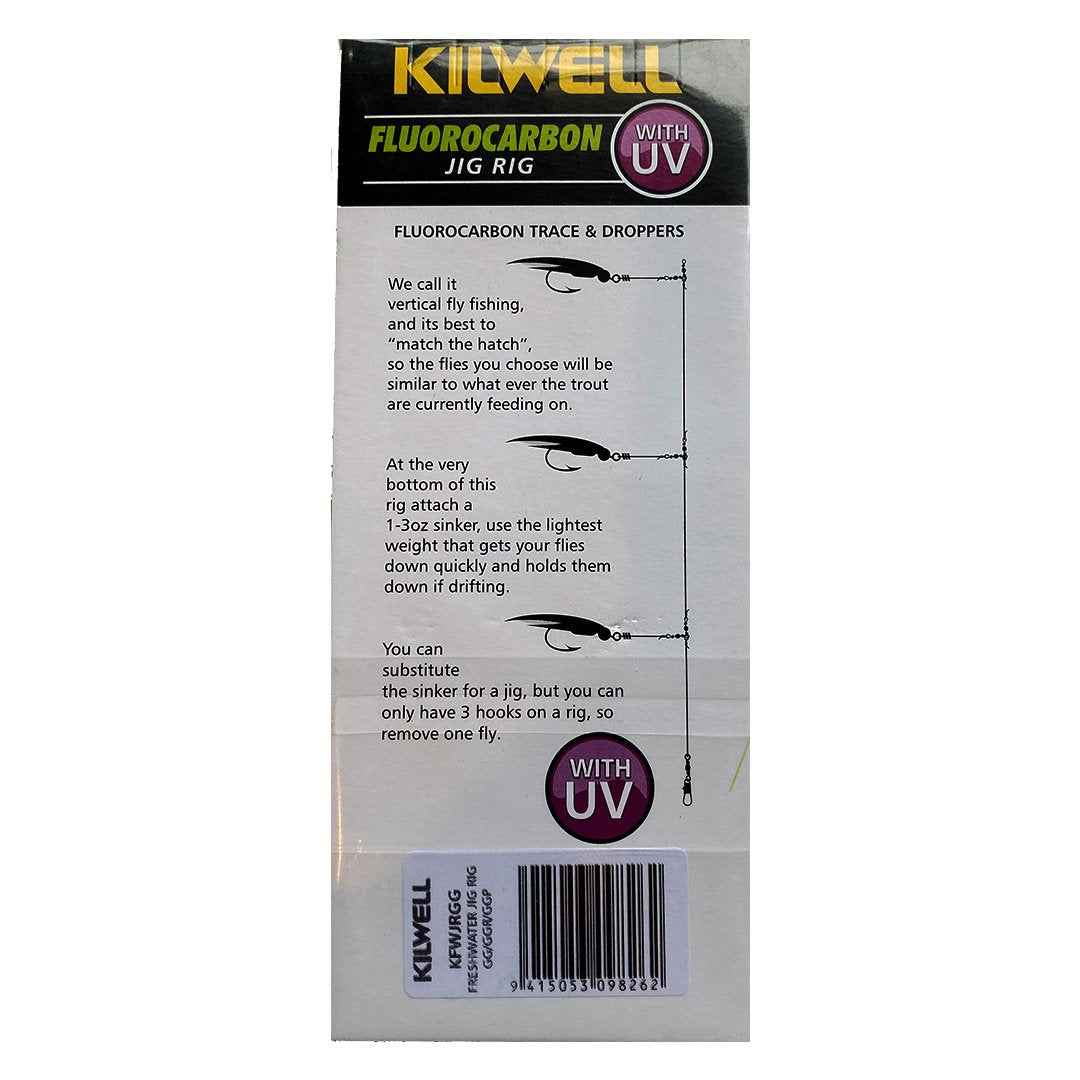 KILWELL
FLUOROCARBON
JIG RIG
WITH
UV
FLUOROCARBON TRACE & DROPPERS
We call it
vertical fly fishing,
and its best to
“match the hatch”,
so the flies you choose will be
similar to what ever the trout
are currently feeding on.
At the very
bottom of this
rig attach a
1-3oz sinker, use the lightest
weight that gets your flies
down quickly and holds them
down if drifting.
You can
substitute
the sinker for a jig, but you can
only have 3 hooks on a rig, so
remove one fly.
WITH
UV
KILWELL
KFWJRGG
FRESHWATER JIG RIG
GG/GGR/GGP
9 415053 098262